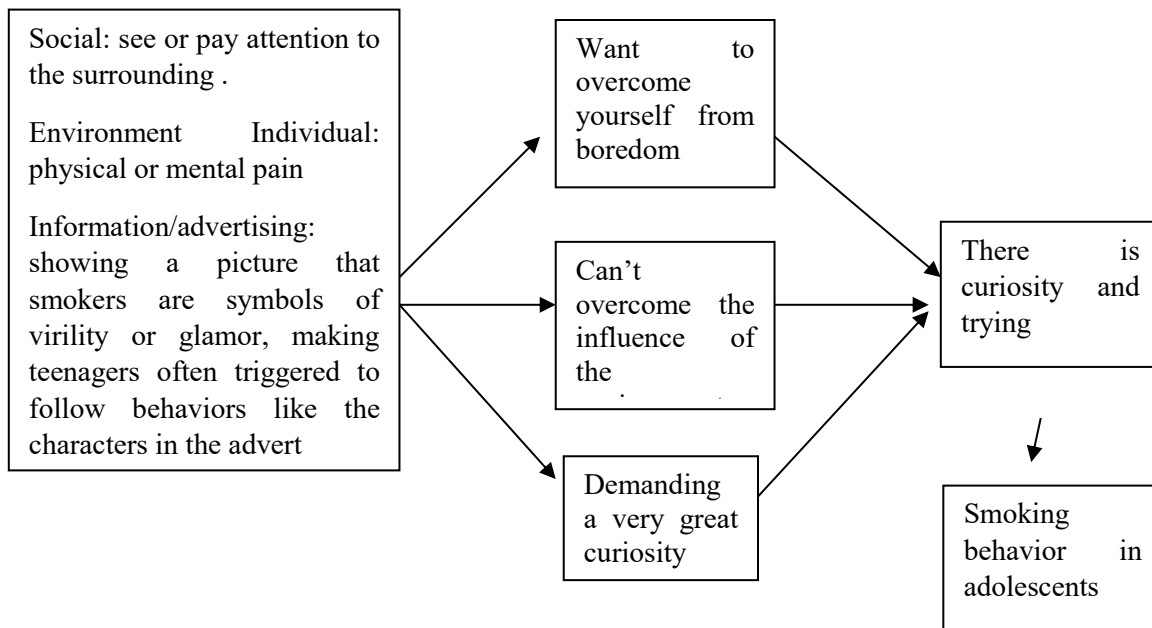 Social: see or pay attention to
the surrounding .
Environment Individual:
physical or mental pain
Information/advertising:
showing a picture that
smokers are symbols of
virility or glamor, making
teenagers often triggered to
follow behaviors like the
characters in the advert
Want to
overcome
yourself from
boredom
Can’t
overcome the
influence of
the
Demanding
a very great
curiosity
There is
curiosity and
trying
Smoking
behavior in
adolescents